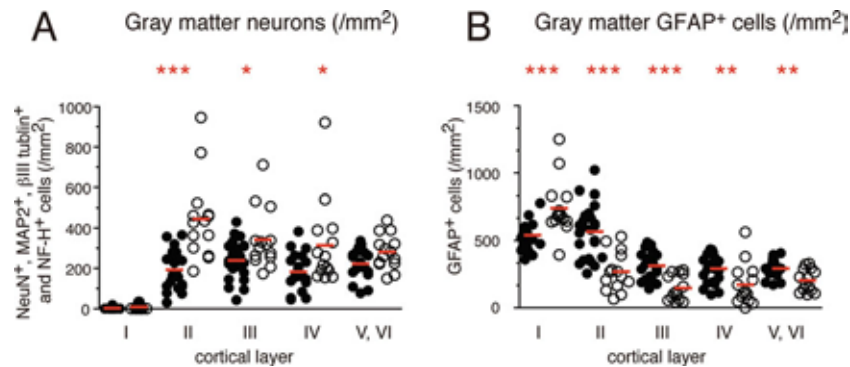 A Gray matter neurons (/mm²)
*** * *
NeuN⁺, MAP2⁺, βIII tublin⁺
and NF-H⁺ cells (/mm²)
1000
800
600
400
200
0
I II III IV V, VI
cortical layer
B Gray matter GFAP⁺ cells (/mm²)
*** *** *** ** **
GFAP⁺ cells (/mm²)
1500
1000
500
0
I II III IV V, VI
cortical layer